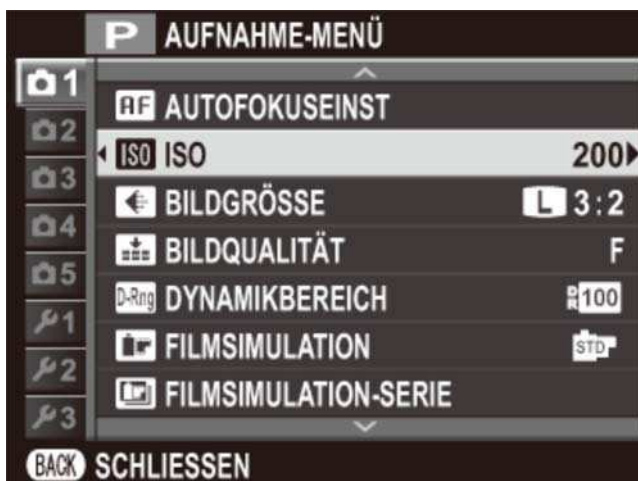 P AUFNAHME-MENÜ
1
AF AUTOFOKUSEINST
2
ISO ISO 200
3
BILDGRÖSSE L 3:2
4
BILDQUALITÄT F
5
D-Rng DYNAMIKBEREICH DR100
1
FILMSIMULATION STD
2
FILMSIMULATION-SERIE
3
BACK SCHLIESSEN